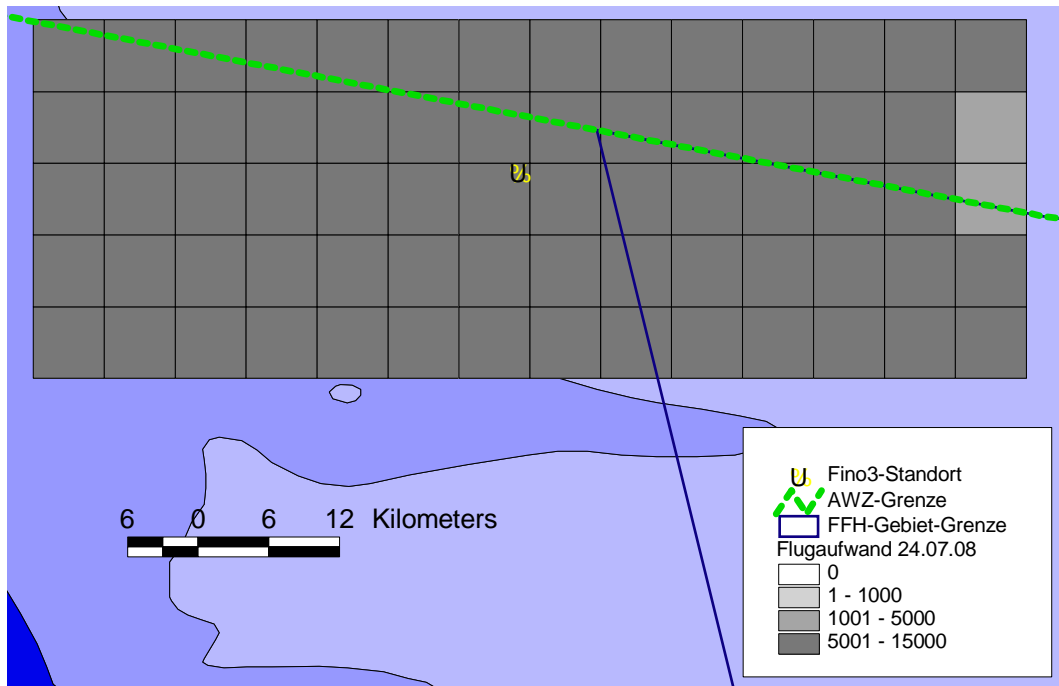 U
6 0 6 12 Kilometers
U Fino3-Standort
AWZ-Grenze
FFH-Gebiet-Grenze
Flugaufwand 24.07.08
0
1 - 1000
1001 - 5000
5001 - 15000